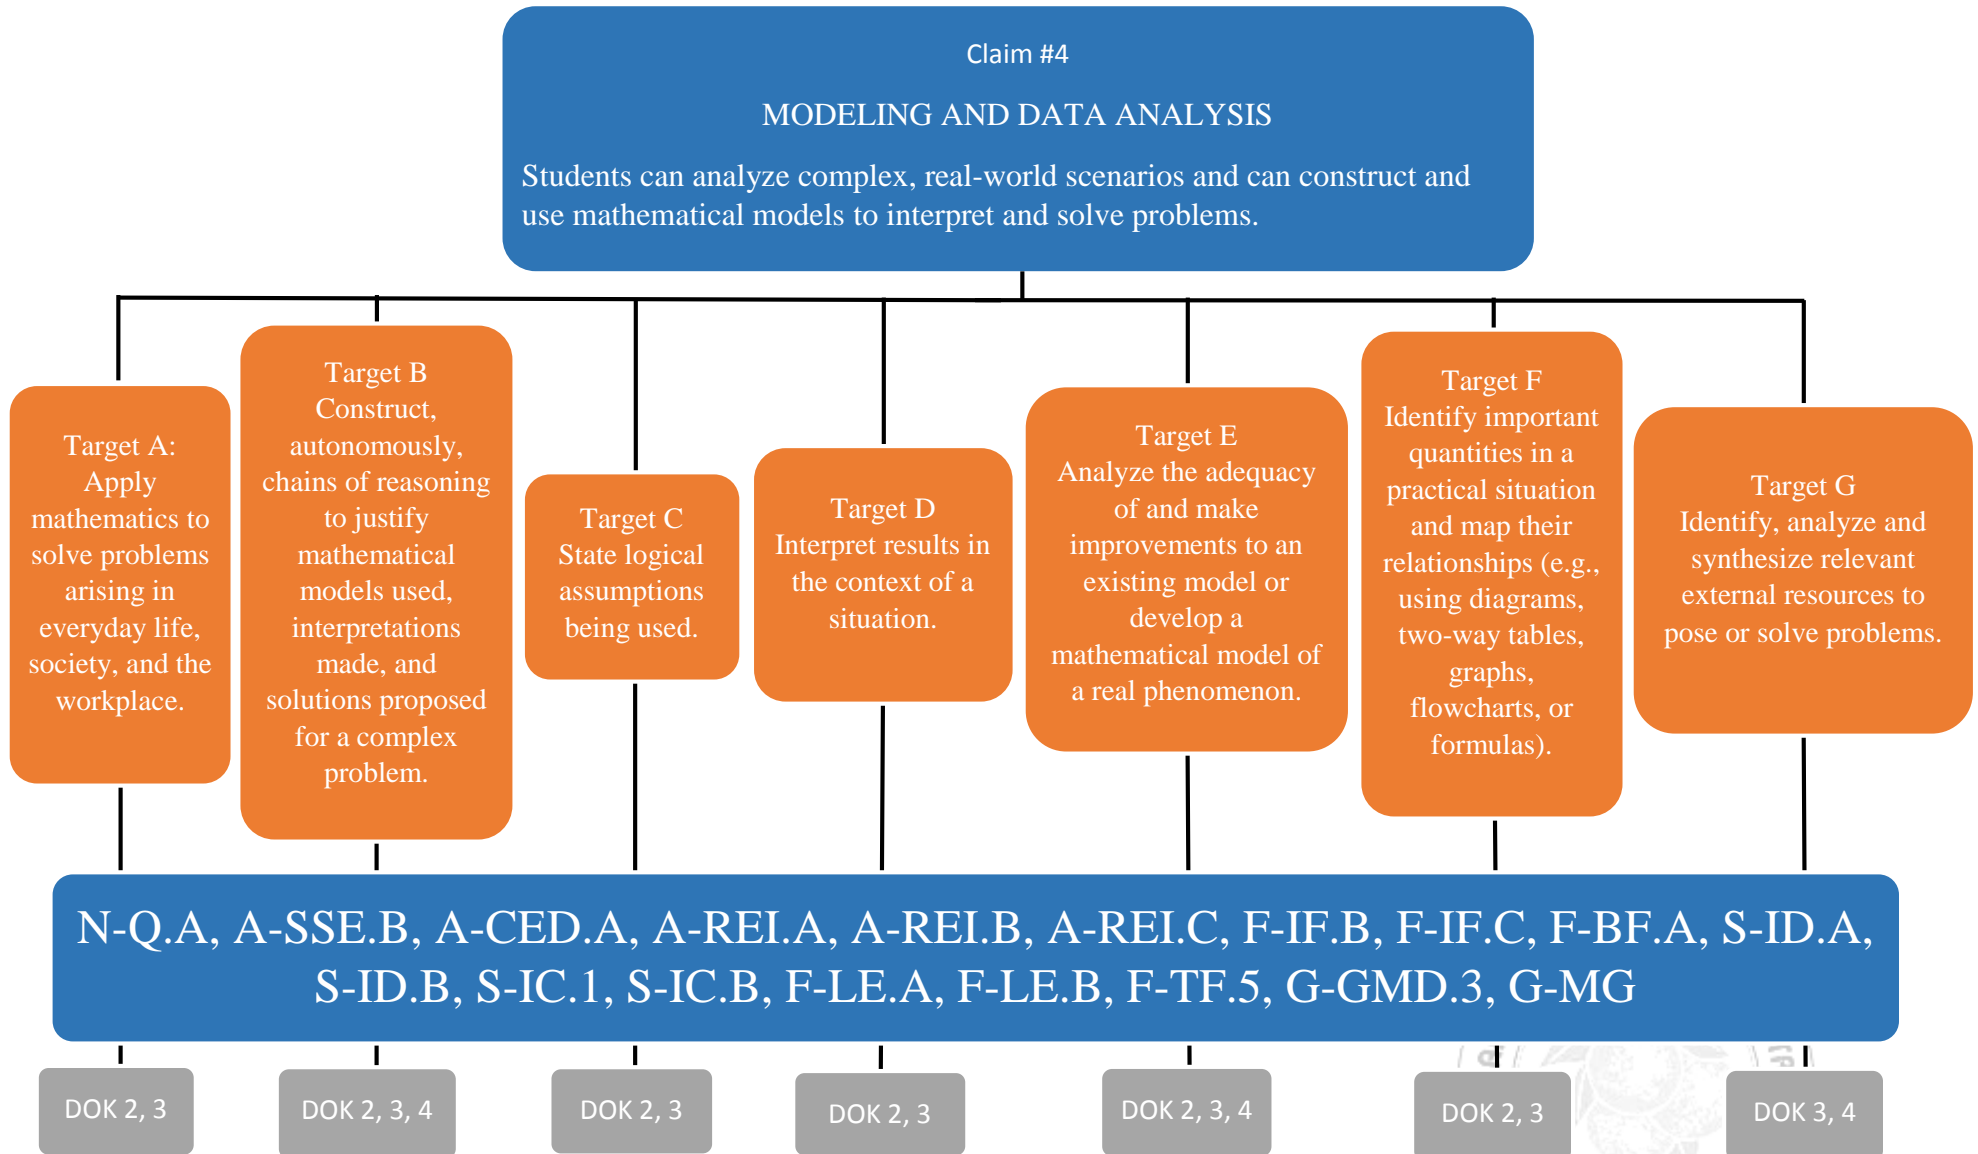 Claim #4
MODELING AND DATA ANALYSIS
Students can analyze complex, real-world scenarios and can construct and
use mathematical models to interpret and solve problems.
Target A:
Apply
mathematics to
solve problems
arising in
everyday life,
society, and the
workplace.
Target B
Construct,
autonomously,
chains of reasoning
to justify
mathematical
models used,
interpretations
made, and
solutions proposed
for a complex
problem.
Target C
State logical
assumptions
being used.
Target D
Interpret results in
the context of a
situation.
Target E
Analyze the adequacy
of and make
improvements to an
existing model or
develop a
mathematical model of
a real phenomenon.
Target F
Identify important
quantities in a
practical situation
and map their
relationships (e.g.,
using diagrams,
two-way tables,
graphs,
flowcharts, or
formulas).
Target G
Identify, analyze and
synthesize relevant
external resources to
pose or solve problems.
N-Q.A, A-SSE.B, A-CED.A, A-REI.A, A-REI.B, A-REI.C, F-IF.B, F-IF.C, F-BF.A, S-ID.A,
S-ID.B, S-IC.1, S-IC.B, F-LE.A, F-LE.B, F-TF.5, G-GMD.3, G-MG
DOK 2, 3
DOK 2, 3, 4
DOK 2, 3
DOK 2, 3
DOK 2, 3, 4
DOK 2, 3
DOK 3, 4